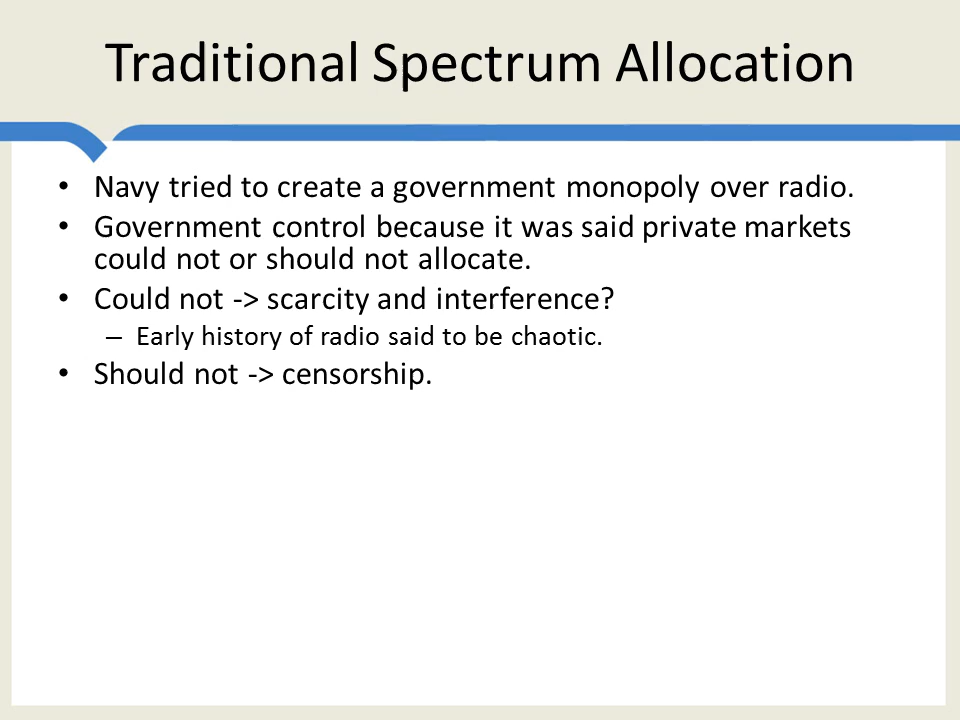 Traditional Spectrum Allocation
• Navy tried to create a government monopoly over radio.
• Government control because it was said private markets
could not or should not allocate.
• Could not -> scarcity and interference?
– Early history of radio said to be chaotic.
• Should not -> censorship.